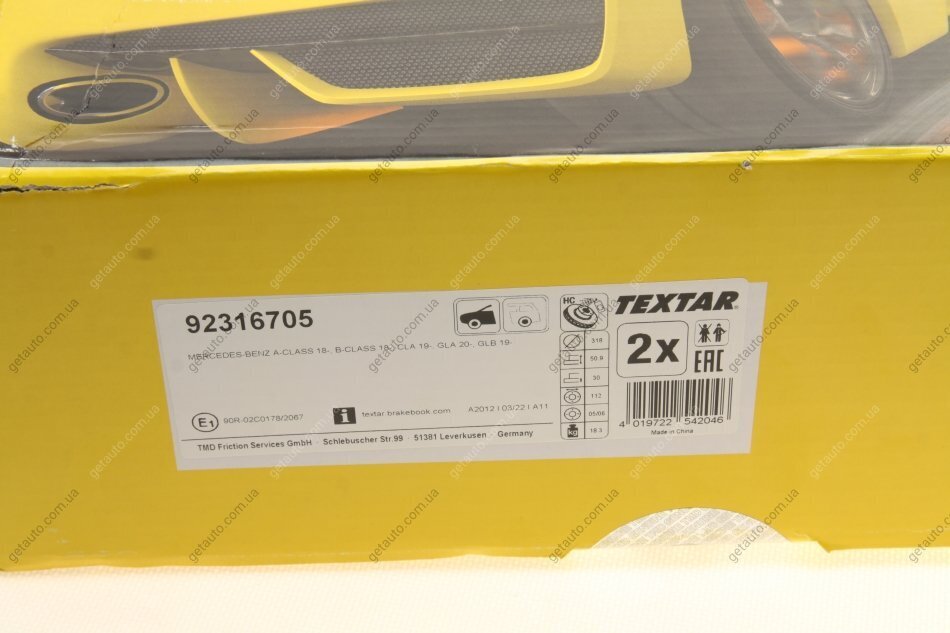 92316705
HC
TEXTAR
MERCEDES-BENZ A-CLASS 18-, B-CLASS 18-, CLA 19-, GLA 20-, GLB 19-
318
50.9
30
112
05/06
kg 18.3
2x
EAC
E1 90R-02C0178/2067
i textar brakebook.com
A2012 I 03/22 I A11
TMD Friction Services GmbH · Schlebuscher Str.99 · 51381 Leverkusen · Germany
4 019722 542046
Made in China
getauto.com.ua